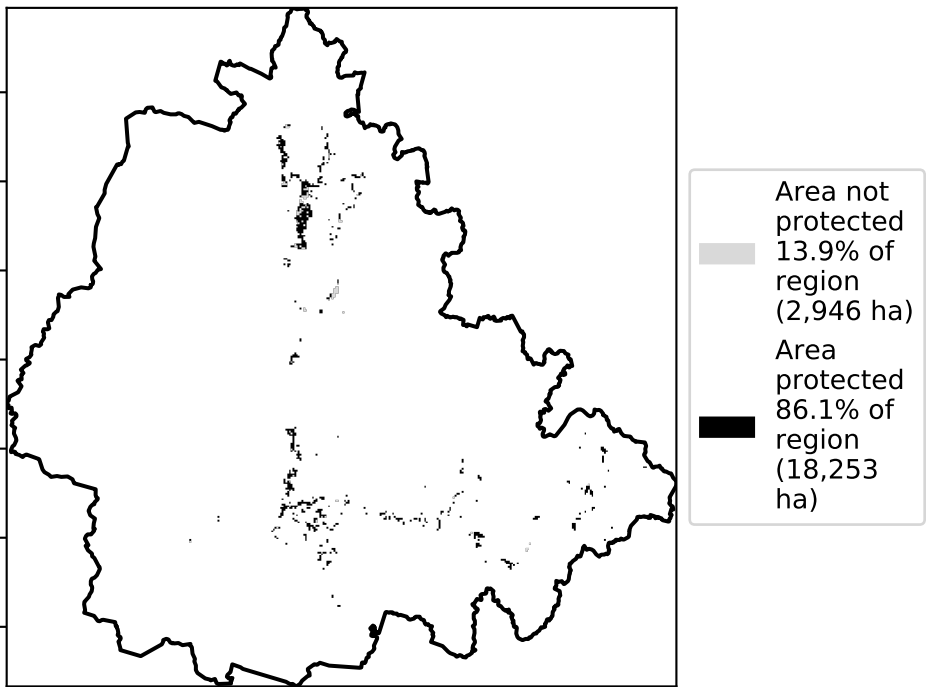 Area not
protected
13.9% of
region
(2,946 ha)
Area
protected
86.1% of
region
(18,253
ha)